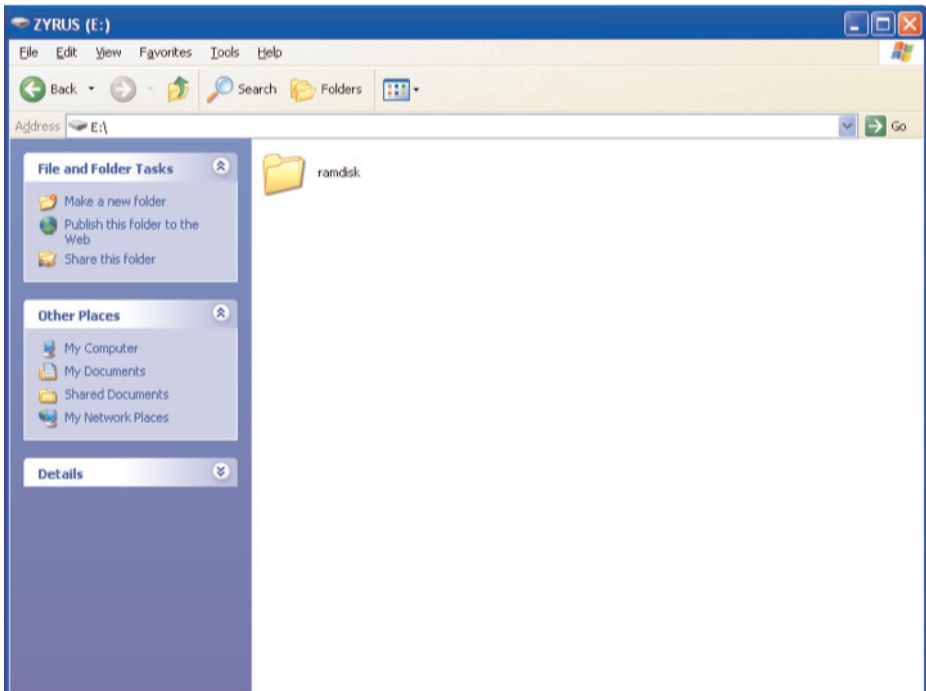 ZYRUS (E:)
File Edit View Favorites Tools Help
Back Search Folders
Address E:\ Go
File and Folder Tasks
ramdisk
Make a new folder
Publish this folder to the
Web
Share this folder
Other Places
My Computer
My Documents
Shared Documents
My Network Places
Details